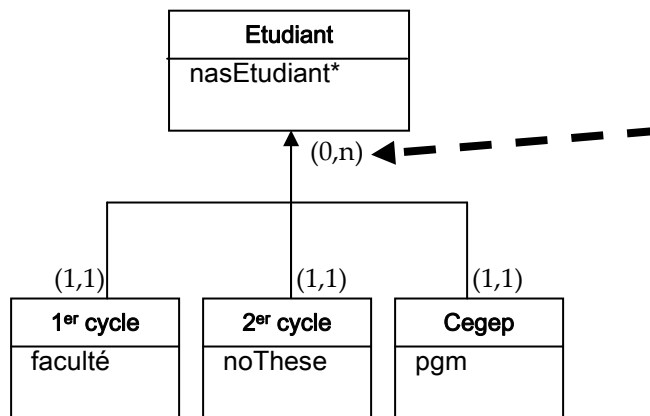 Etudiant
nasEtudiant*
(0,n)
(1,1) (1,1) (1,1)
1er cycle 2er cycle Cegep
faculté noThese pgm